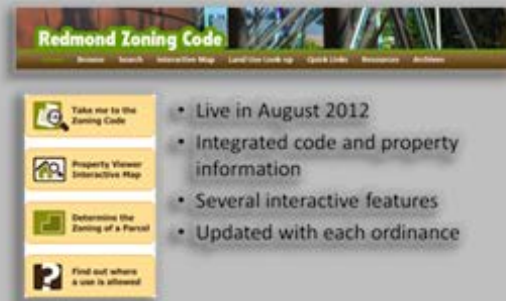 Redmond Zoning Code
Browse Search Interactive Map Land Use Look-up Quick Links Resources Archives
Take me to the
Zoning Code
Property Viewer
Interactive Map
Determine the
Zoning of a Parcel
Find out where
a use is allowed
• Live in August 2012
• Integrated code and property
information
• Several interactive features
• Updated with each ordinance